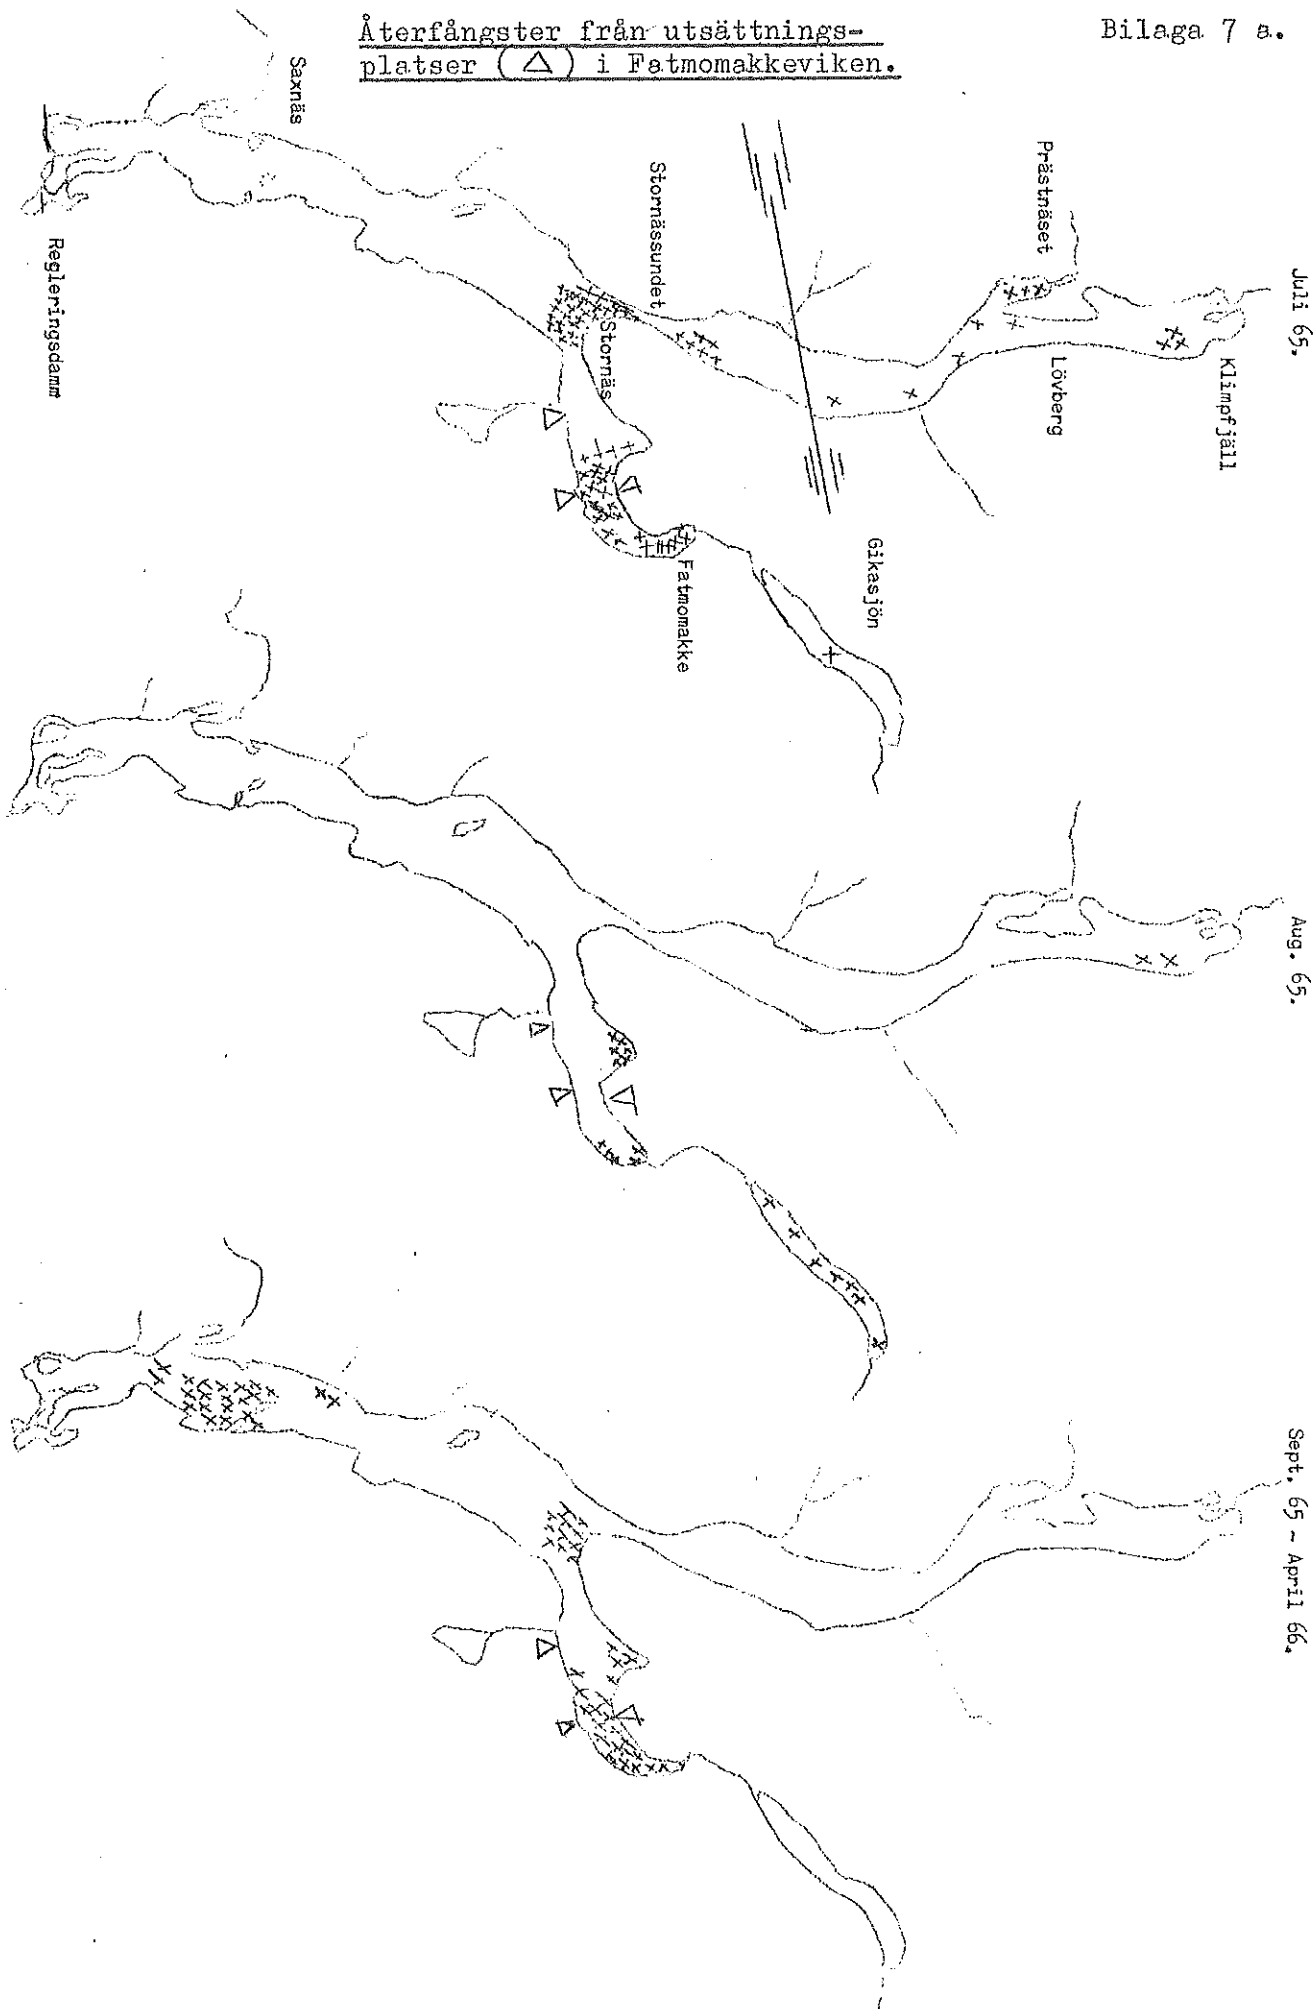 Återfångster från utsättnings-
platser (△) i Fatmomakkeviken.
Bilaga 7 a.
Juli 65.
Klimpfjäll
Lövberg
Prästnäset
Gikasjön
Stornässundet
Fatmomakke
Stornäs
Saxnäs
Regleringsdamm
Aug. 65.
Sept. 65 - April 66.